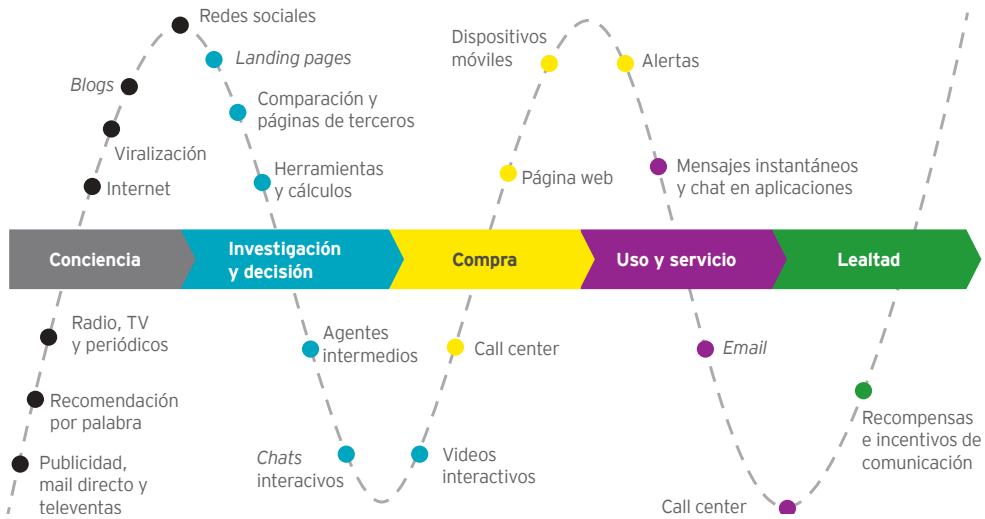 Redes sociales
Landing pages
Blogs
Comparación y
páginas de terceros
Viralización
Internet
Herramientas
y cálculos
Dispositivos
móviles
Alertas
Página web
Mensajes instantáneos
y chat en aplicaciones
Conciencia
Investigación
y decisión
Compra
Uso y servicio
Lealtad
Radio, TV
y periódicos
Recomendación
por palabra
Publicidad,
mail directo y
televentas
Agentes
intermedios
Chats
interacivos
Videos
interactivos
Call center
Email
Call center
Recompensas
e incentivos de
comunicación